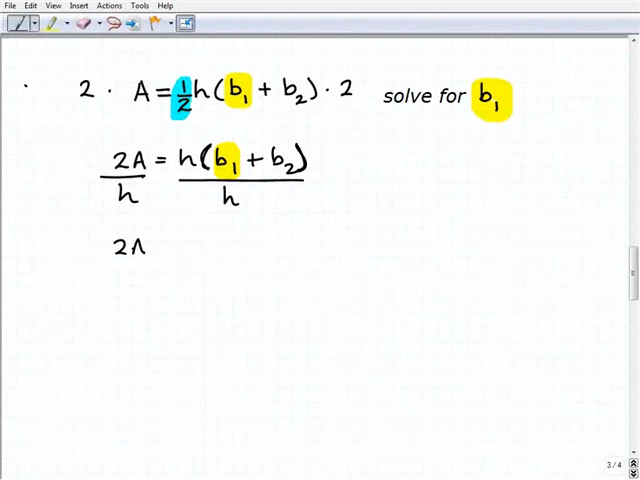 File Edit View Insert Actions Tools Help
2 · A = 1/2 h(b₁ + b₂) · 2 solve for b₁
2A/h = h(b₁ + b₂)/h
2A
3 / 4